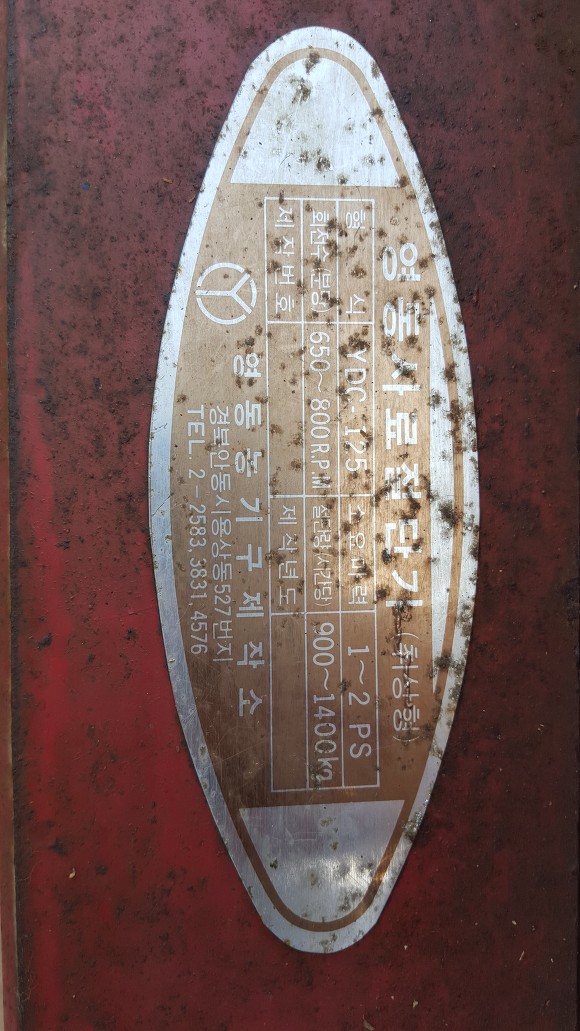 영동사료절단기 (취상형)
형 식 YDC-125 소요마력 1~2 PS
회전수(분당) 650~800RPM 절단량(시간당) 900~1400kg
제작번호 제작년도
영동농기구제작소
경북안동시용상동527번지
TEL. 2-2583.3831.4576